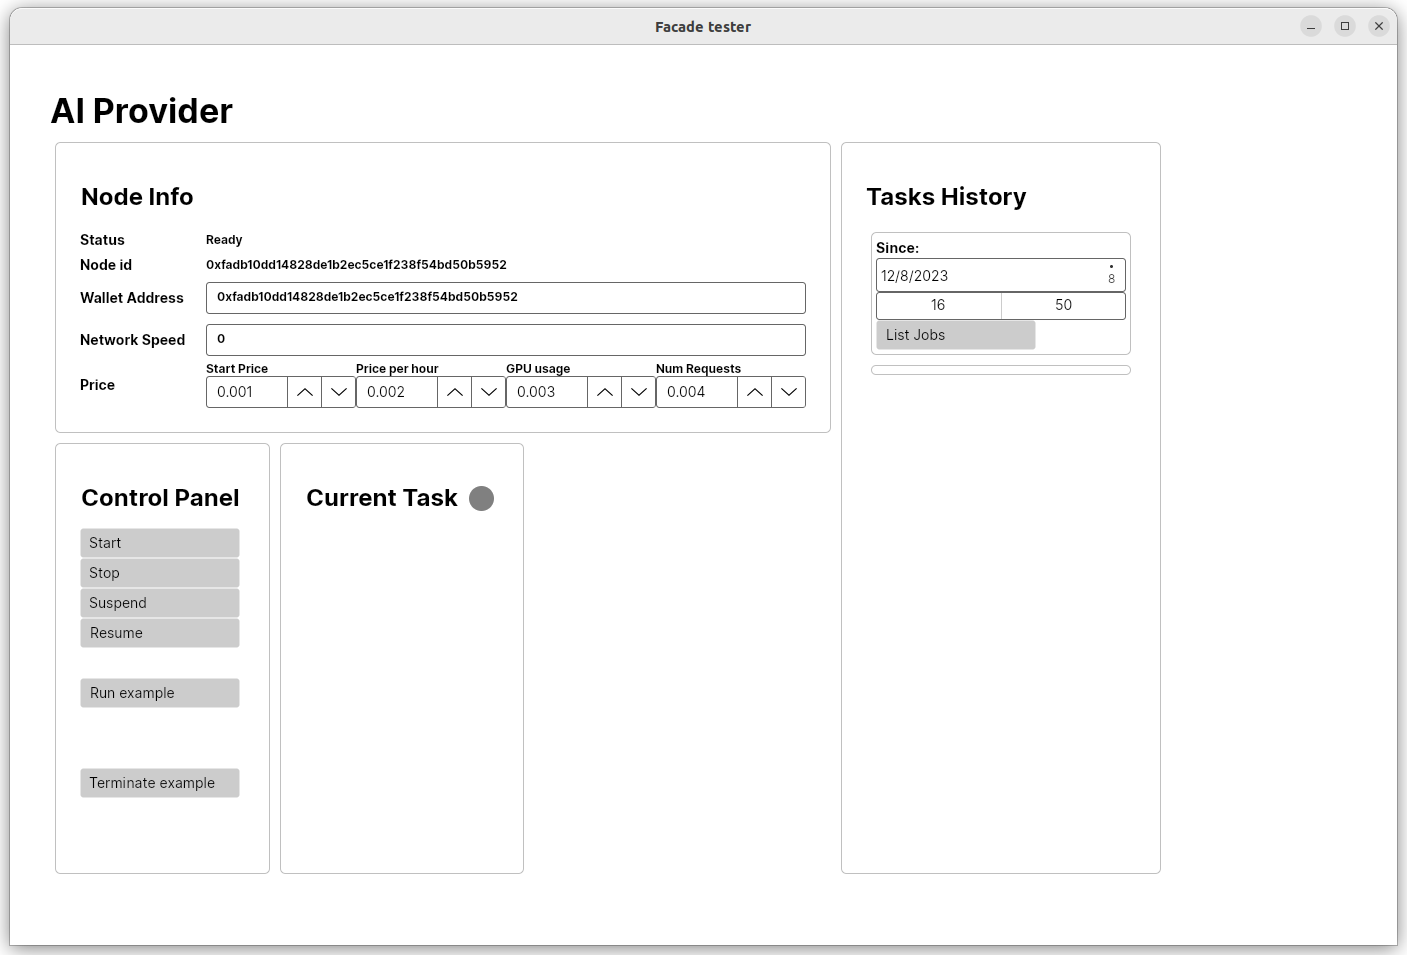 Facade tester
AI Provider
Node Info
Status Ready
Node id 0xfadb10dd14828de1b2ec5ce1f238f54bd50b5952
Wallet Address 0xfadb10dd14828de1b2ec5ce1f238f54bd50b5952
Network Speed 0
Start Price Price per hour GPU usage Num Requests
Price 0.001 0.002 0.003 0.004
Tasks History
Since:
12/8/2023 8
16 50
List Jobs
Control Panel
Start
Stop
Suspend
Resume
Run example
Terminate example
Current Task